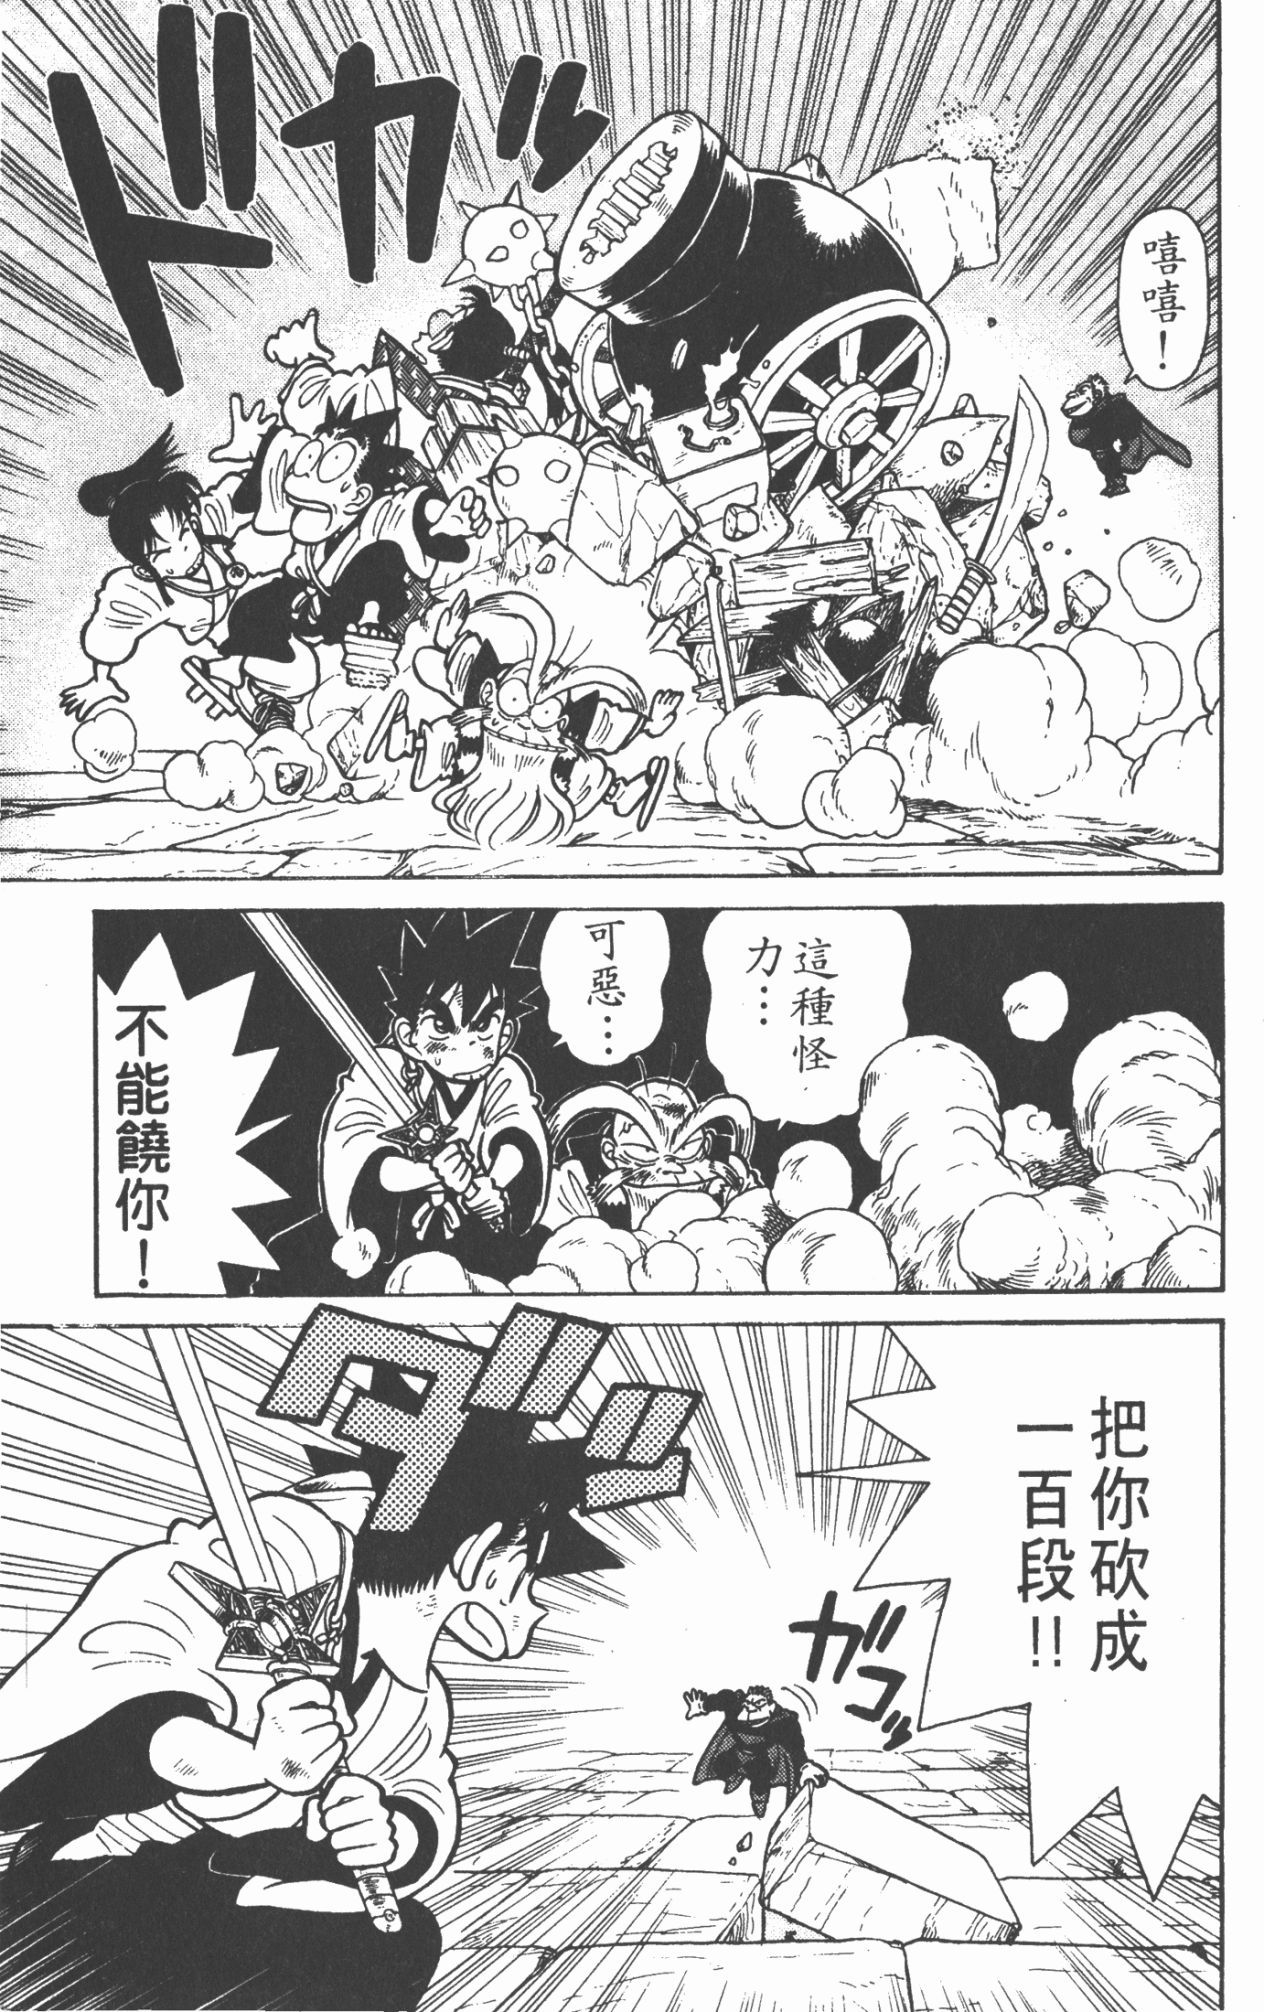 嘻嘻！
ドガッ
這種怪
力…
可惡…
不能饒你！
把你砍成
一百段!!
ダッ
ガコッ